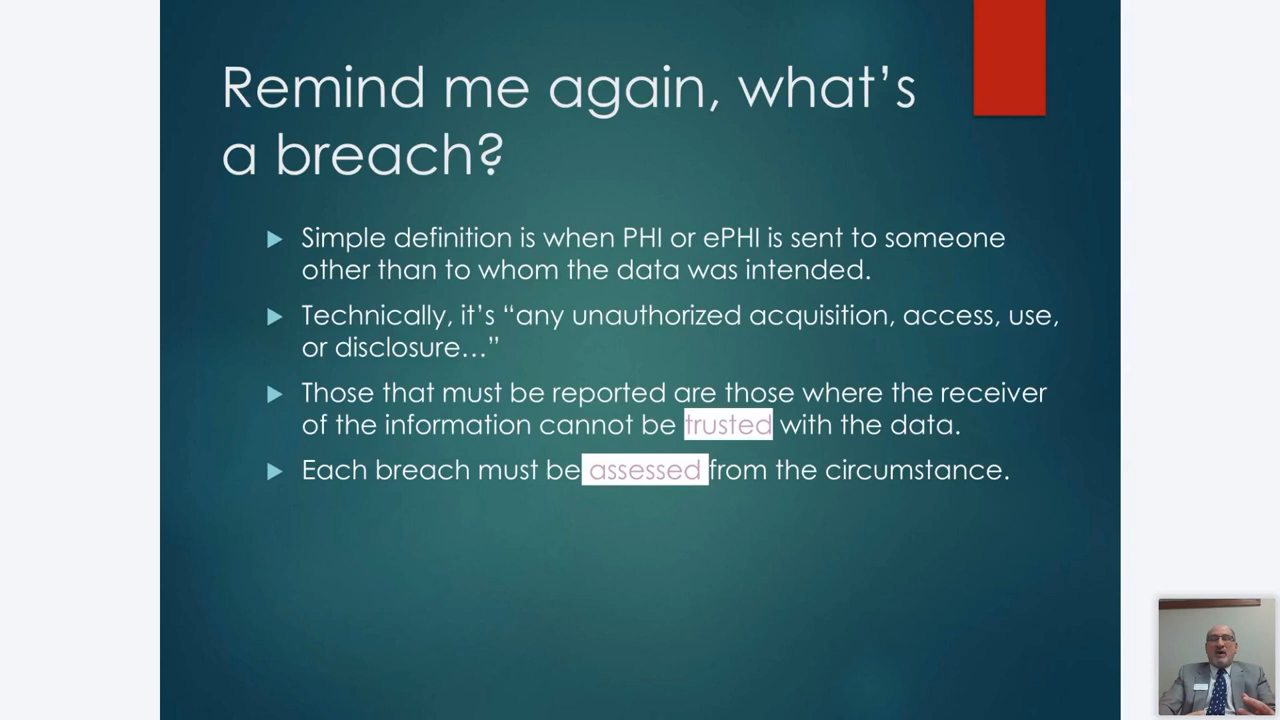 Remind me again, what’s
a breach?
Simple definition is when PHI or ePHI is sent to someone
other than to whom the data was intended.
Technically, it’s “any unauthorized acquisition, access, use,
or disclosure…”
Those that must be reported are those where the receiver
of the information cannot be trusted with the data.
Each breach must be assessed from the circumstance.